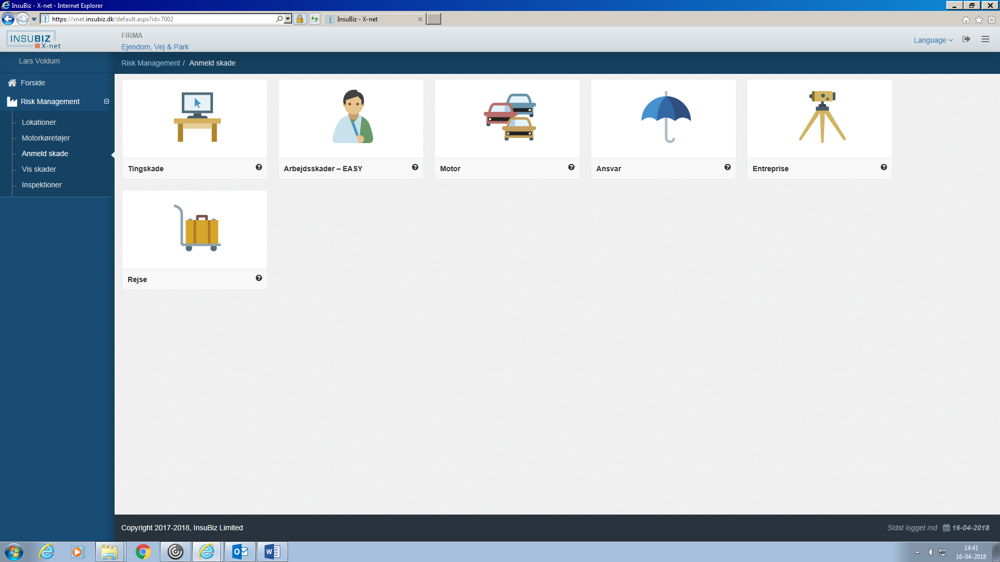 InsuBiz - X-net - Internet Explorer
https://xnet.insubiz.dk/default.aspx?id=7002
InsuBiz - X-net
INSUBIZ
X·net
FIRMA
Ejendom, Vej & Park
Language
Lars Voldum
Risk Management / Anmeld skade
Forside
Risk Management
Lokationer
Motorkøretøjer
Anmeld skade
Vis skader
Inspektioner
Tingskade
Arbejdsskader – EASY
Motor
Ansvar
Entreprise
Rejse
Copyright 2017-2018, InsuBiz Limited
Sidst logget ind 16-04-2018
14:41
16-04-2018